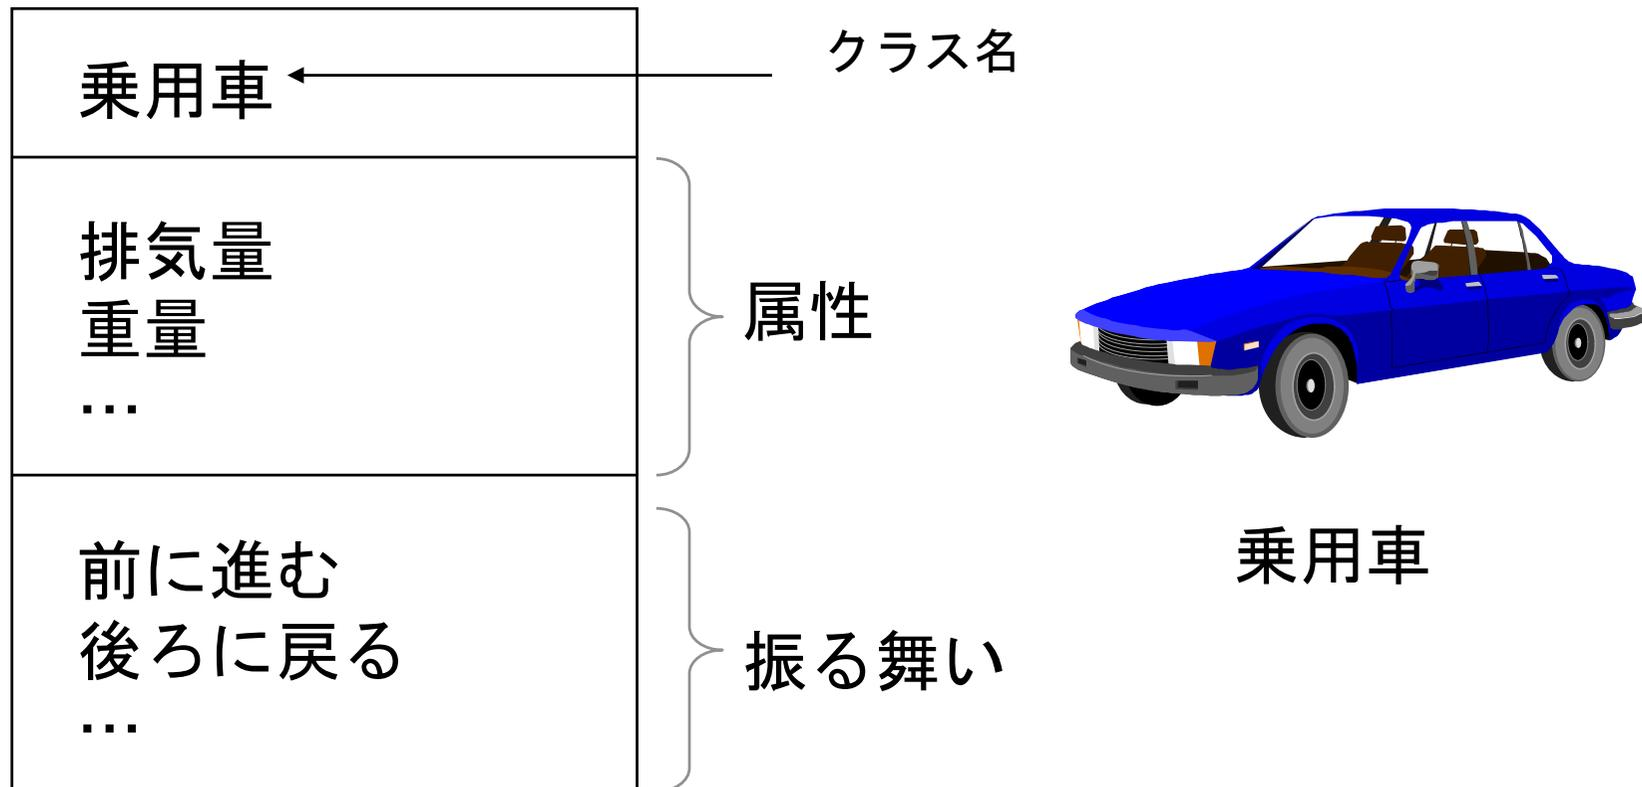 乗用車
クラス名
排気量
重量
…
属性
前に進む
後ろに戻る
…
振る舞い
乗用車